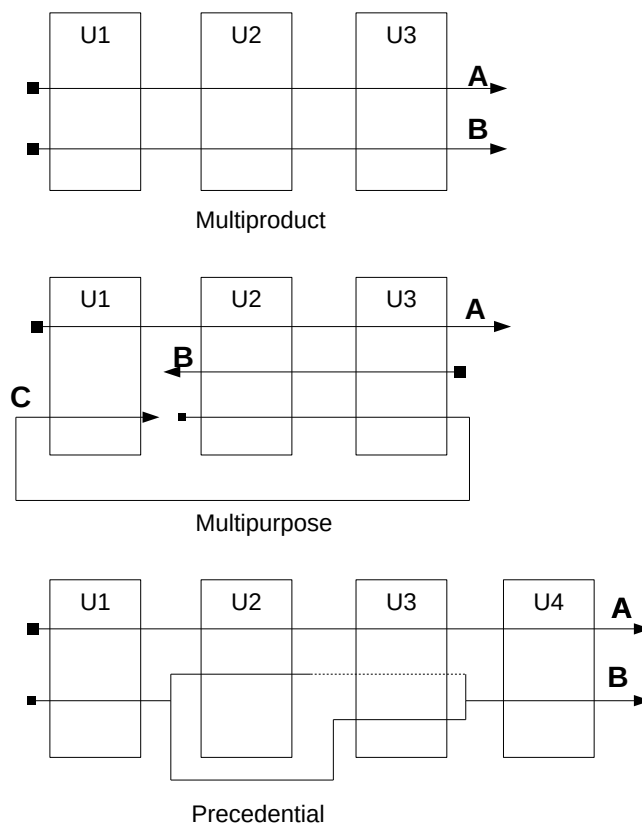 U1 U2 U3
A
B
Multiproduct
U1 U2 U3
A
B
C
Multipurpose
U1 U2 U3 U4
A
B
Precedential